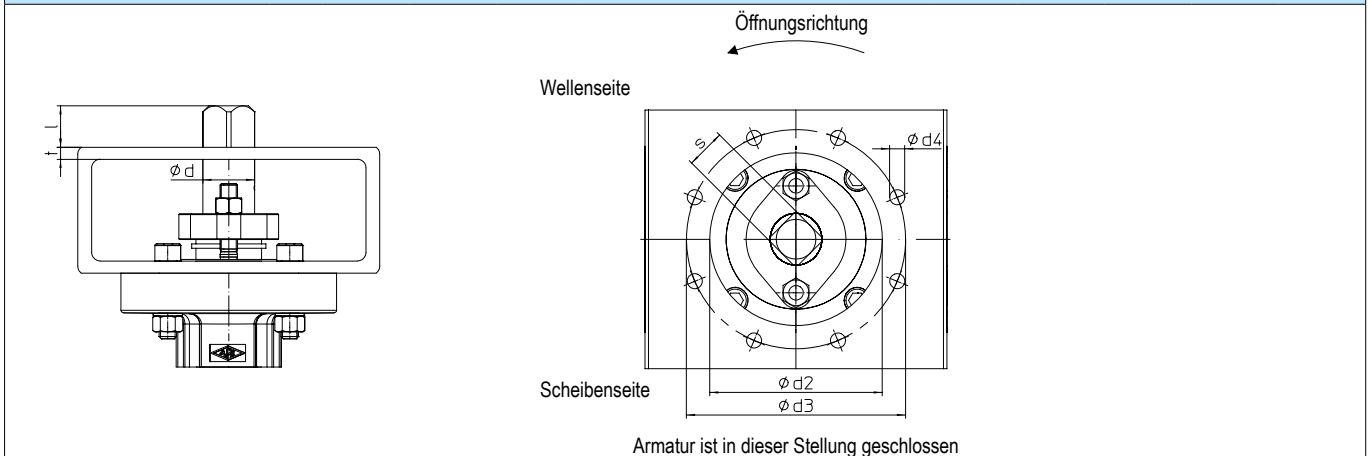 Öffnungsrichtung
Wellenseite
l
t
ϕ d
s
ϕ d4
Scheibenseite
ϕ d2
ϕ d3
Armatur ist in dieser Stellung geschlossen